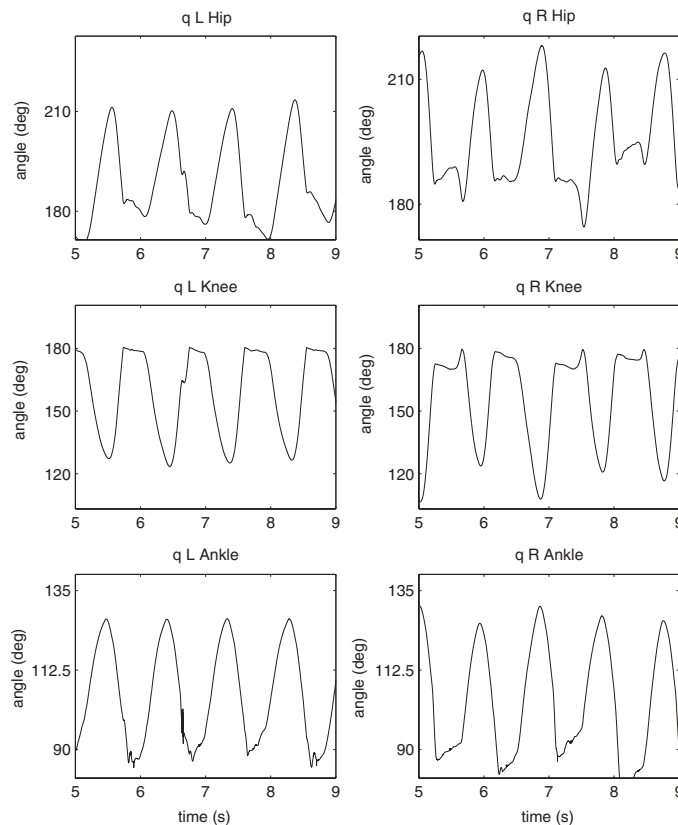 q L Hip
q R Hip
angle (deg)
210
180
5 6 7 8 9
angle (deg)
210
180
5 6 7 8 9
q L Knee
q R Knee
angle (deg)
180
150
120
5 6 7 8 9
angle (deg)
180
150
120
5 6 7 8 9
q L Ankle
q R Ankle
angle (deg)
135
112.5
90
5 6 7 8 9
time (s)
angle (deg)
135
112.5
90
5 6 7 8 9
time (s)